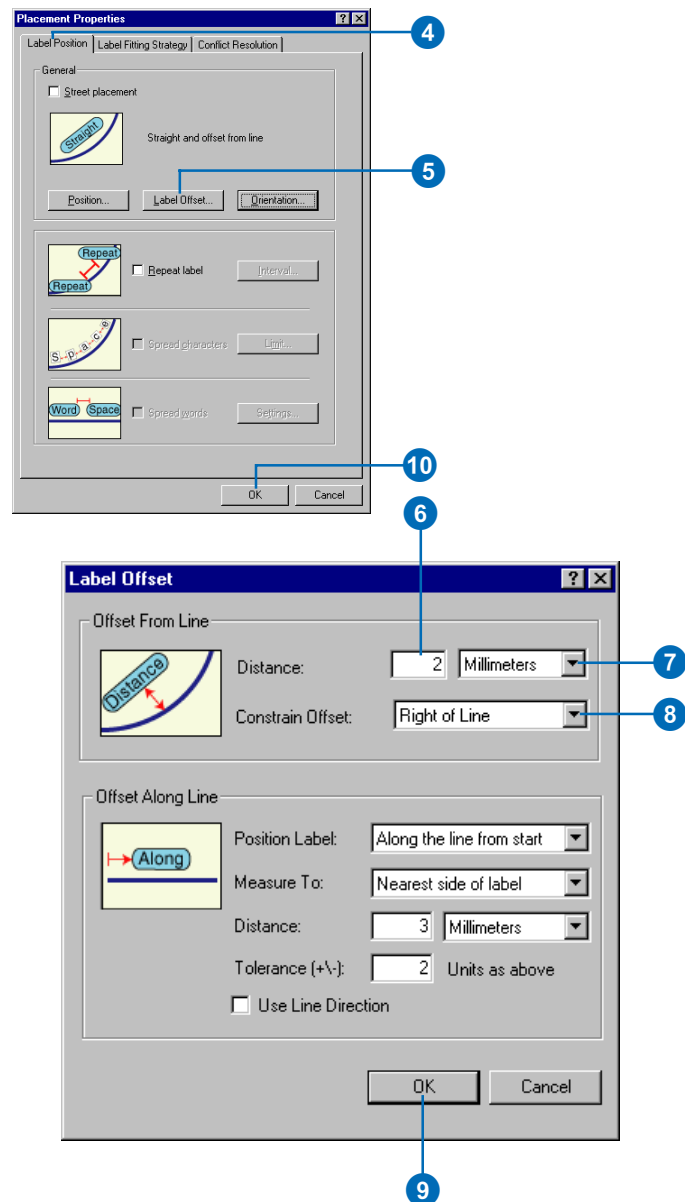 Placement Properties
4
Label Position Label Fitting Strategy Conflict Resolution
General
Street placement
Straight
Straight and offset from line
5
Position... Label Offset... Orientation...
Repeat
Repeat
Repeat label Interval...
S p a c e
Spread characters Limit...
Word Space
Spread words Settings...
10
OK Cancel
6
Label Offset
Offset From Line
Distance
Distance: 2 Millimeters
7
Constrain Offset: Right of Line
8
Offset Along Line
Along
Position Label: Along the line from start
Measure To: Nearest side of label
Distance: 3 Millimeters
Tolerance (+\-): 2 Units as above
Use Line Direction
OK Cancel
9